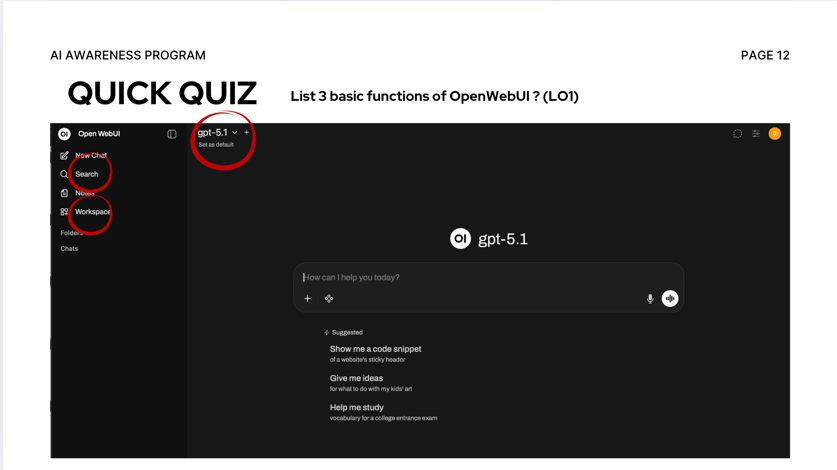 AI AWARENESS PROGRAM
PAGE 12
QUICK QUIZ
List 3 basic functions of OpenWebUI ? (LO1)
OI Open WebUI
gpt-5.1
Set as default
D
New Chat
Search
Notes
Workspace
Folders
Chats
OI gpt-5.1
How can I help you today?
Suggested
Show me a code snippet
of a website's sticky header
Give me ideas
for what to do with my kids' art
Help me study
vocabulary for a college entrance exam